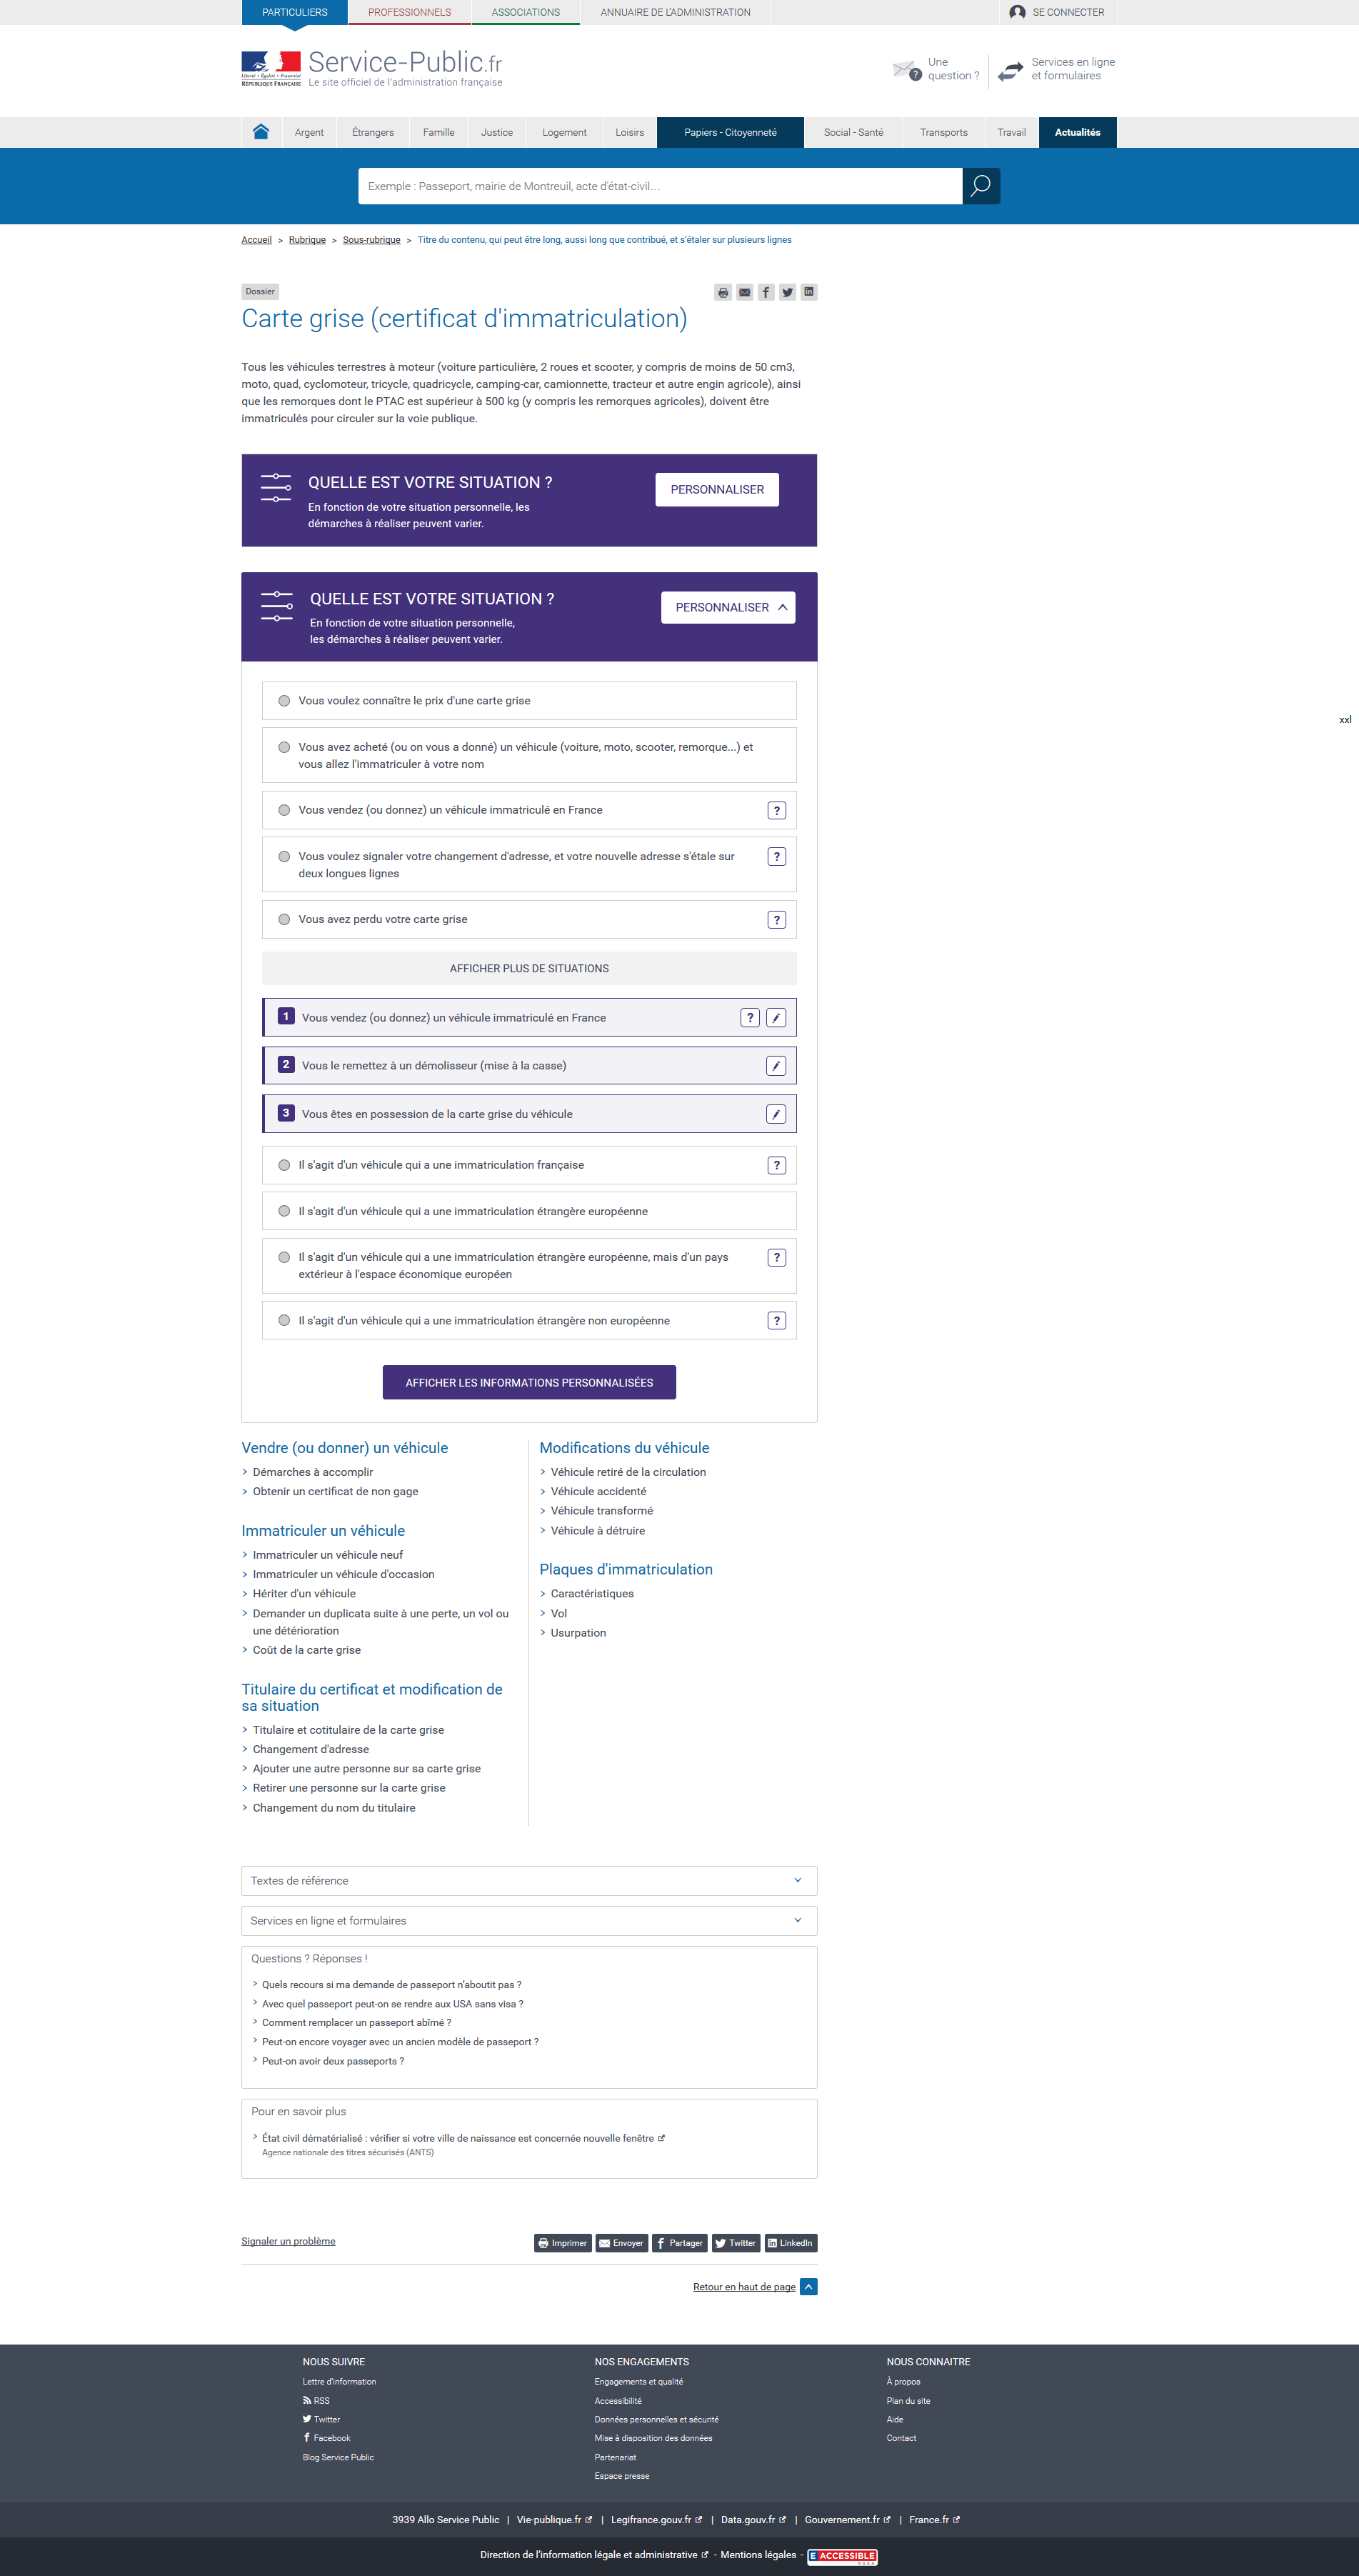 PARTICULIERS
PROFESSIONNELS
ASSOCIATIONS
ANNUAIRE DE L'ADMINISTRATION
SE CONNECTER
Liberté • Égalité • Fraternité
RÉPUBLIQUE FRANÇAISE
Service-Public.fr
Le site officiel de l'administration française
Une
question ?
Services en ligne
et formulaires
Argent
Étrangers
Famille
Justice
Logement
Loisirs
Papiers - Citoyenneté
Social - Santé
Transports
Travail
Actualités
Exemple : Passeport, mairie de Montreuil, acte d'état-civil…
Accueil > Rubrique > Sous-rubrique > Titre du contenu, qui peut être long, aussi long que contribué, et s'étaler sur plusieurs lignes
Dossier
Carte grise (certificat d'immatriculation)
Tous les véhicules terrestres à moteur (voiture particulière, 2 roues et scooter, y compris de moins de 50 cm3,
moto, quad, cyclomoteur, tricycle, quadricycle, camping-car, camionnette, tracteur et autre engin agricole), ainsi
que les remorques dont le PTAC est supérieur à 500 kg (y compris les remorques agricoles), doivent être
immatriculés pour circuler sur la voie publique.
QUELLE EST VOTRE SITUATION ?
En fonction de votre situation personnelle, les
démarches à réaliser peuvent varier.
PERSONNALISER
QUELLE EST VOTRE SITUATION ?
En fonction de votre situation personnelle,
les démarches à réaliser peuvent varier.
PERSONNALISER
Vous voulez connaître le prix d'une carte grise
xxl
Vous avez acheté (ou on vous a donné) un véhicule (voiture, moto, scooter, remorque...) et
vous allez l'immatriculer à votre nom
Vous vendez (ou donnez) un véhicule immatriculé en France ?
Vous voulez signaler votre changement d'adresse, et votre nouvelle adresse s'étale sur ?
deux longues lignes
Vous avez perdu votre carte grise ?
AFFICHER PLUS DE SITUATIONS
1 Vous vendez (ou donnez) un véhicule immatriculé en France ?
2 Vous le remettez à un démolisseur (mise à la casse)
3 Vous êtes en possession de la carte grise du véhicule
Il s'agit d'un véhicule qui a une immatriculation française ?
Il s'agit d'un véhicule qui a une immatriculation étrangère européenne
Il s'agit d'un véhicule qui a une immatriculation étrangère européenne, mais d'un pays ?
extérieur à l'espace économique européen
Il s'agit d'un véhicule qui a une immatriculation étrangère non européenne ?
AFFICHER LES INFORMATIONS PERSONNALISÉES
Vendre (ou donner) un véhicule
Démarches à accomplir
Obtenir un certificat de non gage
Immatriculer un véhicule
Immatriculer un véhicule neuf
Immatriculer un véhicule d'occasion
Hériter d'un véhicule
Demander un duplicata suite à une perte, un vol ou
une détérioration
Coût de la carte grise
Titulaire du certificat et modification de
sa situation
Titulaire et cotitulaire de la carte grise
Changement d'adresse
Ajouter une autre personne sur sa carte grise
Retirer une personne sur la carte grise
Changement du nom du titulaire
Modifications du véhicule
Véhicule retiré de la circulation
Véhicule accidenté
Véhicule transformé
Véhicule à détruire
Plaques d'immatriculation
Caractéristiques
Vol
Usurpation
Textes de référence
Services en ligne et formulaires
Questions ? Réponses !
Quels recours si ma demande de passeport n'aboutit pas ?
Avec quel passeport peut-on se rendre aux USA sans visa ?
Comment remplacer un passeport abîmé ?
Peut-on encore voyager avec un ancien modèle de passeport ?
Peut-on avoir deux passeports ?
Pour en savoir plus
État civil dématérialisé : vérifier si votre ville de naissance est concernée nouvelle fenêtre
Agence nationale des titres sécurisés (ANTS)
Signaler un problème
Imprimer
Envoyer
Partager
Twitter
LinkedIn
Retour en haut de page
NOUS SUIVRE
Lettre d'information
RSS
Twitter
Facebook
Blog Service Public
NOS ENGAGEMENTS
Engagements et qualité
Accessibilité
Données personnelles et sécurité
Mise à disposition des données
Partenariat
Espace presse
NOUS CONNAITRE
À propos
Plan du site
Aide
Contact
3939 Allo Service Public | Vie-publique.fr | Legifrance.gouv.fr | Data.gouv.fr | Gouvernement.fr | France.fr
Direction de l'information légale et administrative - Mentions légales - E ACCESSIBLE